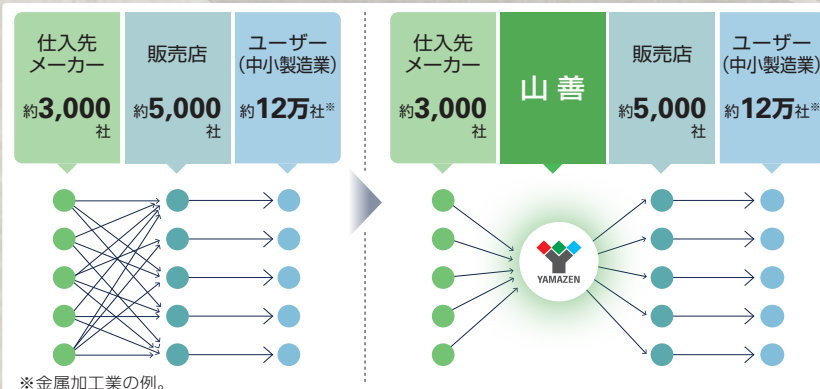 仕入先
メーカー
約3,000
社
販売店
約5,000
社
ユーザー
(中小製造業)
約12万社※
仕入先
メーカー
約3,000
社
山善
販売店
約5,000
社
ユーザー
(中小製造業)
約12万社※
YAMAZEN
※金属加工業の例。